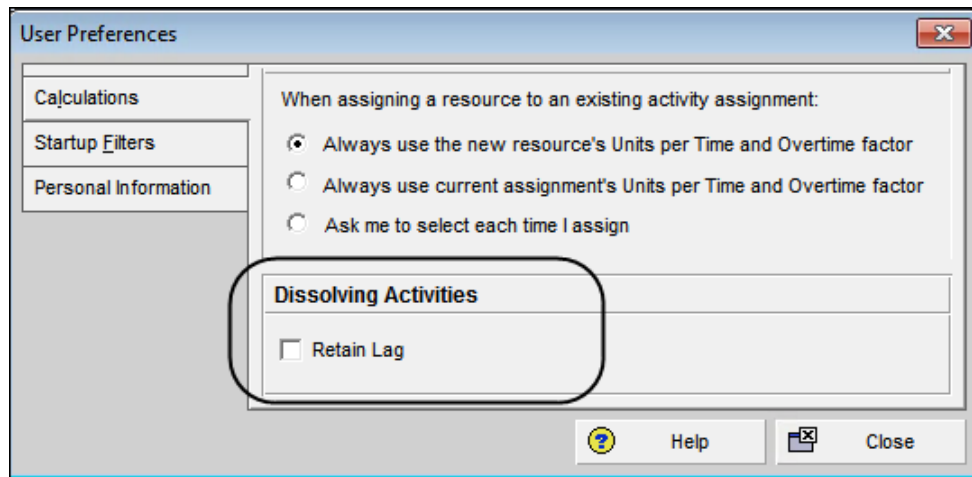 User Preferences
Calculations
Startup Filters
Personal Information
When assigning a resource to an existing activity assignment:
Always use the new resource's Units per Time and Overtime factor
Always use current assignment's Units per Time and Overtime factor
Ask me to select each time I assign
Dissolving Activities
Retain Lag
? Help
Close